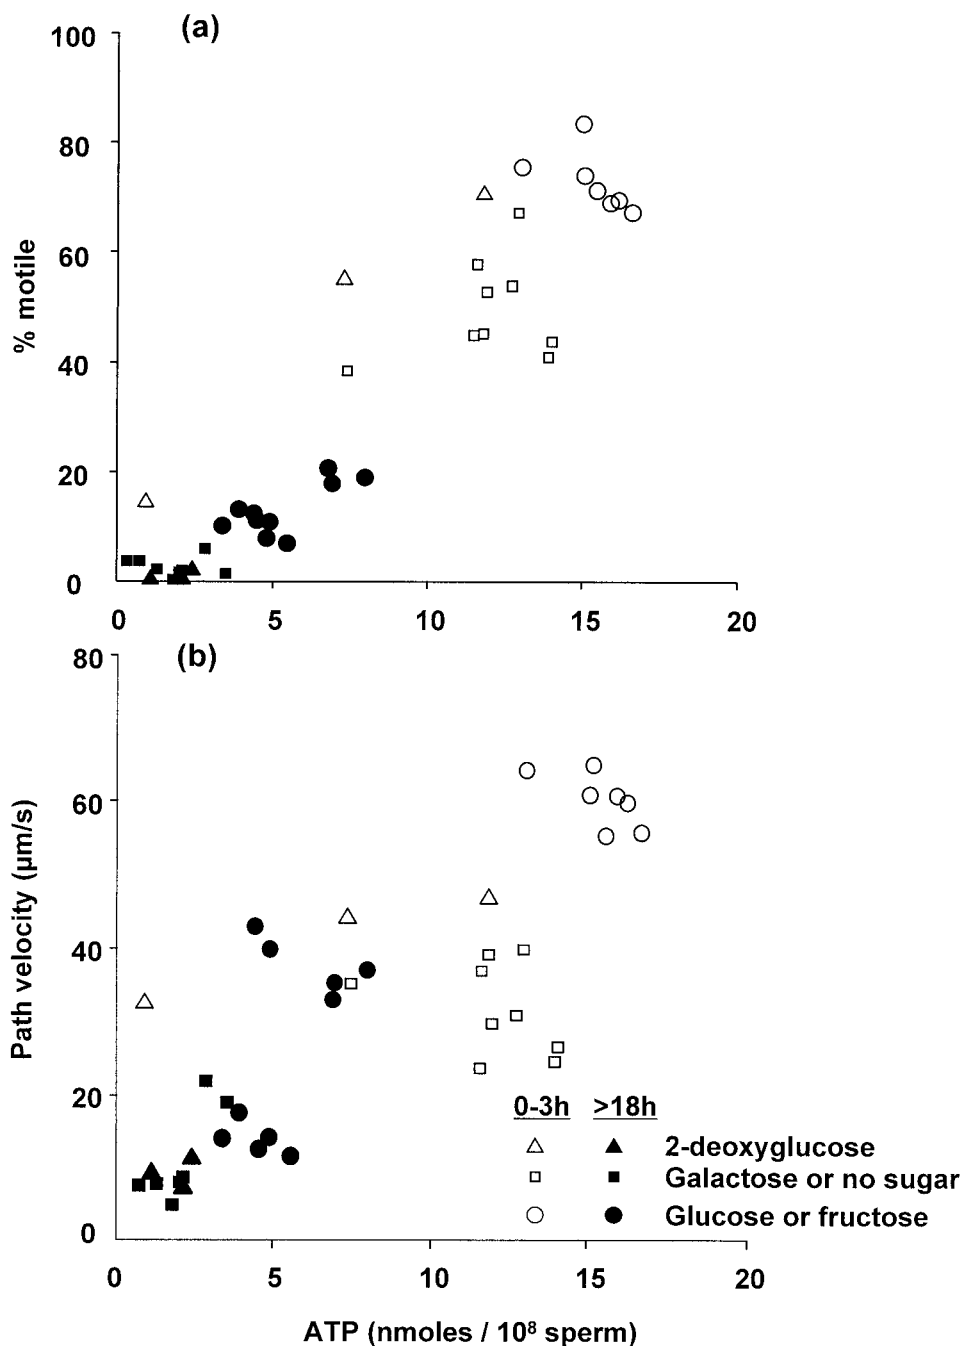 (a)
100
80
60
40
20
0
% motile
0 5 10 15 20
(b)
80
60
40
20
0
Path velocity (µm/s)
0-3h >18h
2-deoxyglucose
Galactose or no sugar
Glucose or fructose
0 5 10 15 20
ATP (nmoles / 10⁸ sperm)